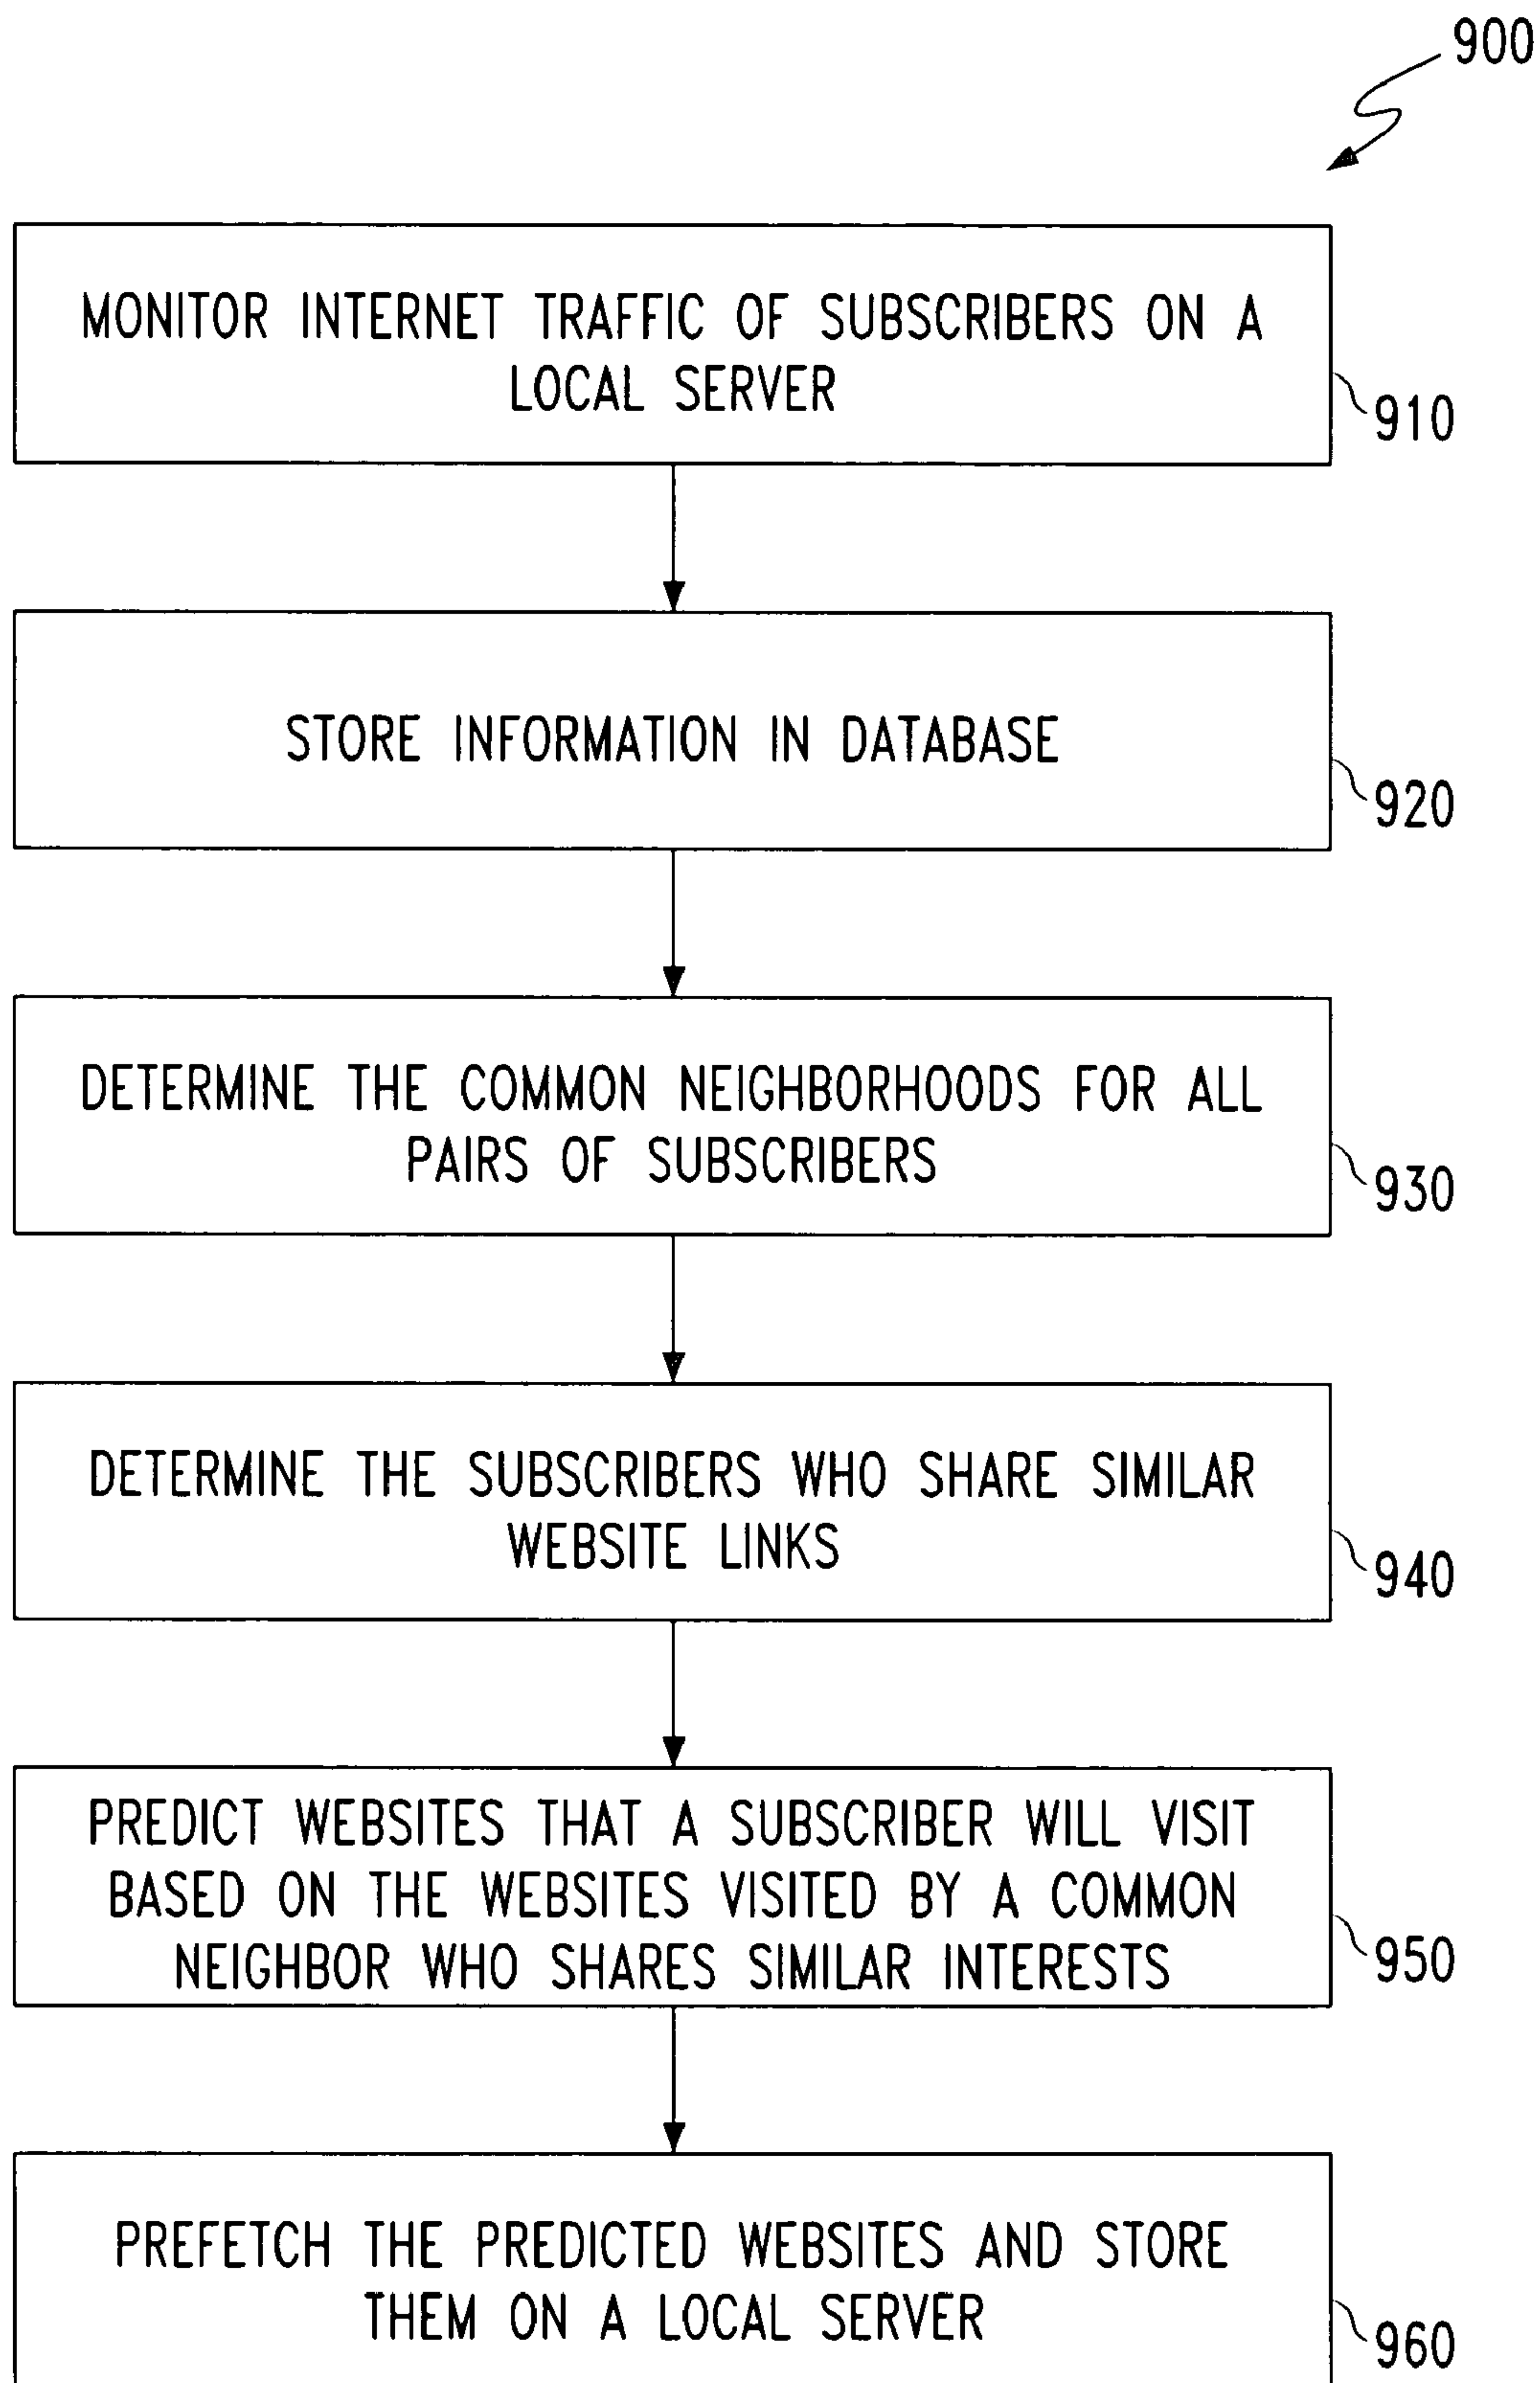 900
MONITOR INTERNET TRAFFIC OF SUBSCRIBERS ON A
LOCAL SERVER
910
STORE INFORMATION IN DATABASE
920
DETERMINE THE COMMON NEIGHBORHOODS FOR ALL
PAIRS OF SUBSCRIBERS
930
DETERMINE THE SUBSCRIBERS WHO SHARE SIMILAR
WEBSITE LINKS
940
PREDICT WEBSITES THAT A SUBSCRIBER WILL VISIT
BASED ON THE WEBSITES VISITED BY A COMMON
NEIGHBOR WHO SHARES SIMILAR INTERESTS
950
PREFETCH THE PREDICTED WEBSITES AND STORE
THEM ON A LOCAL SERVER
960